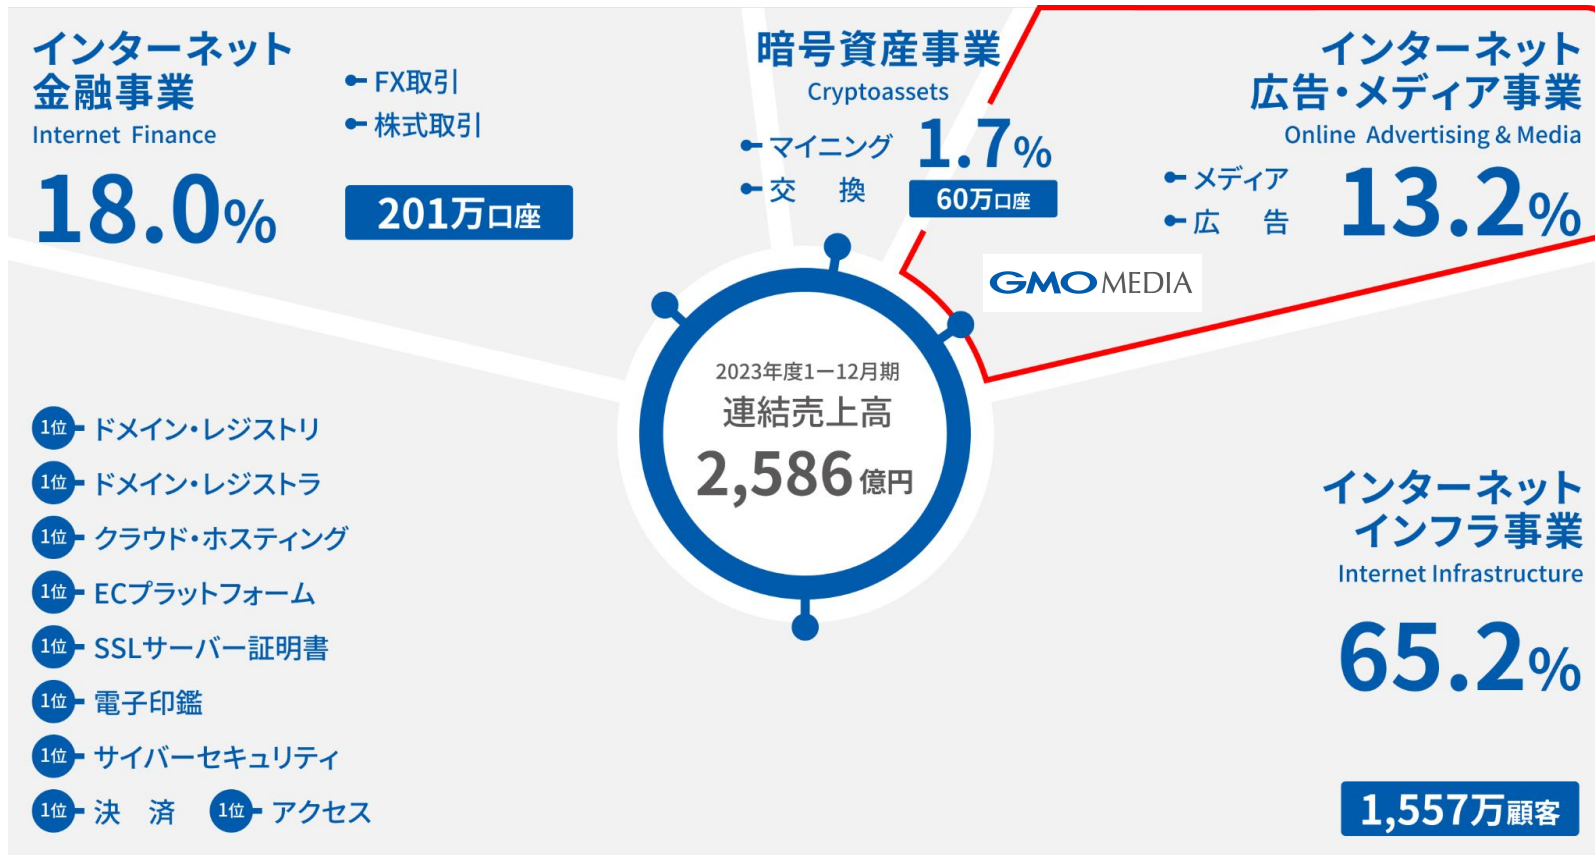 インターネット
金融事業
Internet Finance
18.0%
FX取引
株式取引
201万口座
暗号資産事業
Cryptoassets
マイニング
交　換
1.7%
60万口座
インターネット
広告・メディア事業
Online Advertising & Media
メディア
広　告
13.2%
GMO MEDIA
2023年度1ー12月期
連結売上高
2,586億円
1位 ドメイン・レジストリ
1位 ドメイン・レジストラ
1位 クラウド・ホスティング
1位 ECプラットフォーム
1位 SSLサーバー証明書
1位 電子印鑑
1位 サイバーセキュリティ
1位 決　済 1位 アクセス
インターネット
インフラ事業
Internet Infrastructure
65.2%
1,557万顧客